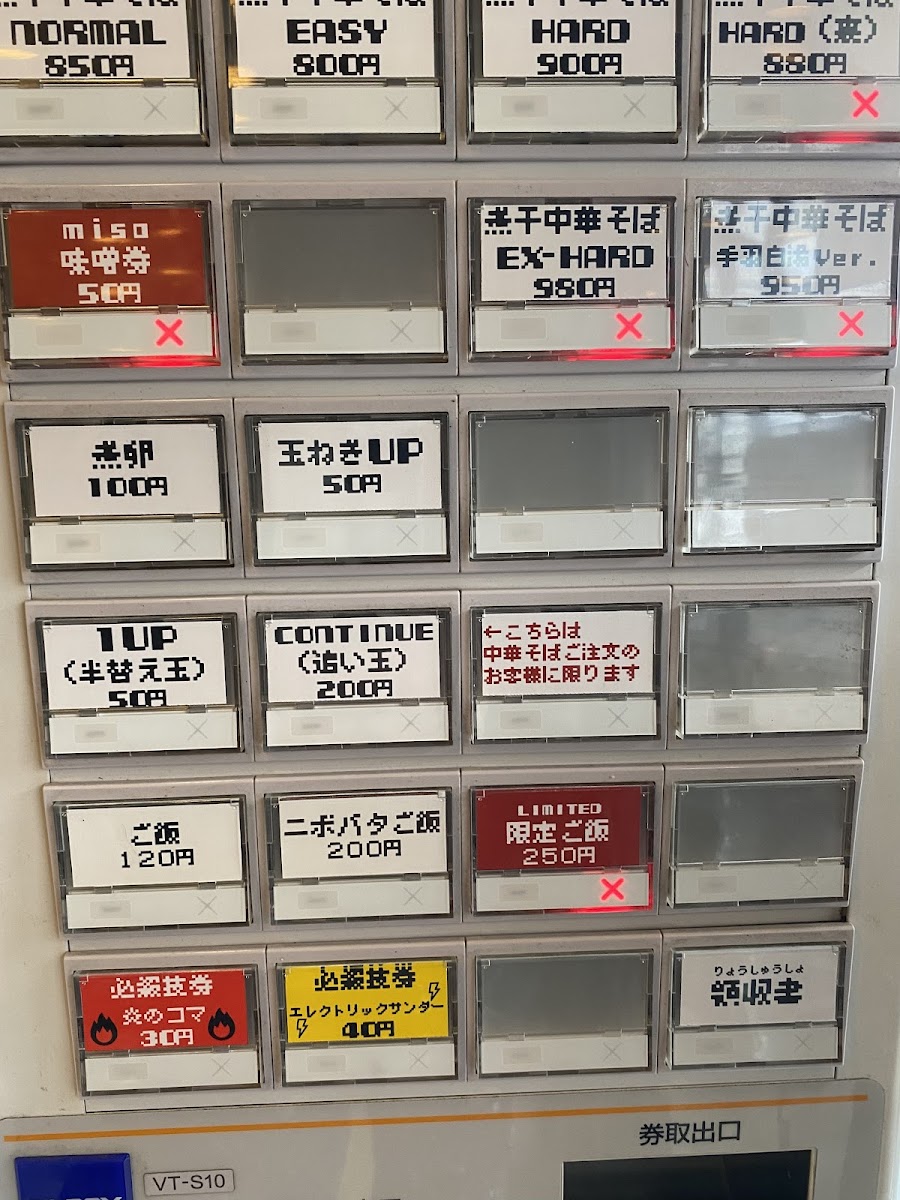 NORMAL
850円
EASY
800円
HARD
900円
HARD
880円
miso
味噌券
50円
煮干中華そば
EX-HARD
980円
煮干中華そば
手羽白湯Ver.
950円
煮卵
100円
玉ねぎUP
50円
1UP
(半替え玉)
50円
CONTINUE
(追い玉)
200円
←こちらは
中華そばご注文の
お客様に限ります
ご飯
120円
ニボバタご飯
200円
LIMITED
限定ご飯
250円
必殺技券
炎のコマ
30円
必殺技券
エレクトリックサンダー
40円
りょうしゅうしょ
領収書
券取出口
VT-S10